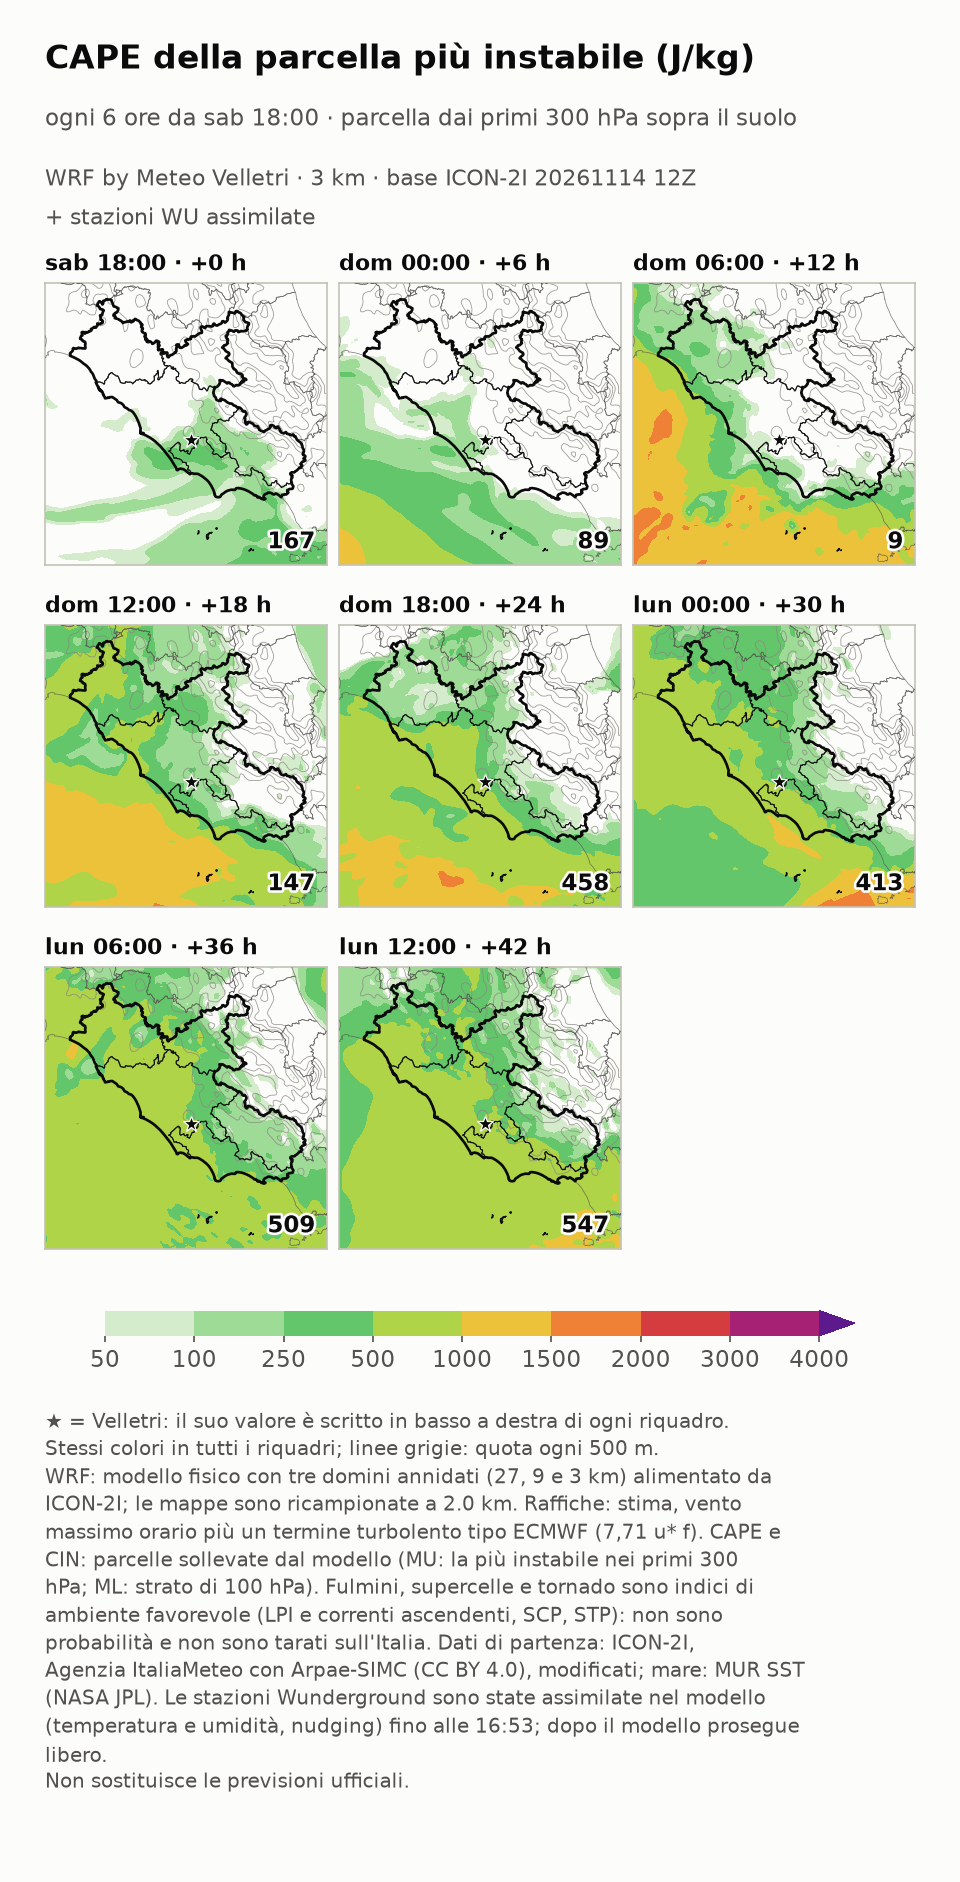 CAPE della parcella più instabile (J/kg)
ogni 6 ore da sab 18:00 · parcella dai primi 300 hPa sopra il suolo
WRF by Meteo Velletri · 3 km · base ICON-2I 20261114 12Z
+ stazioni WU assimilate
sab 18:00 · +0 h
dom 00:00 · +6 h
dom 06:00 · +12 h
167
89
9
dom 12:00 · +18 h
dom 18:00 · +24 h
lun 00:00 · +30 h
147
458
413
lun 06:00 · +36 h
lun 12:00 · +42 h
509
547
50 100 250 500 1000 1500 2000 3000 4000
★ = Velletri: il suo valore è scritto in basso a destra di ogni riquadro.
Stessi colori in tutti i riquadri; linee grigie: quota ogni 500 m.
WRF: modello fisico con tre domini annidati (27, 9 e 3 km) alimentato da
ICON-2I; le mappe sono ricampionate a 2.0 km. Raffiche: stima, vento
massimo orario più un termine turbolento tipo ECMWF (7,71 u* f). CAPE e
CIN: parcelle sollevate dal modello (MU: la più instabile nei primi 300
hPa; ML: strato di 100 hPa). Fulmini, supercelle e tornado sono indici di
ambiente favorevole (LPI e correnti ascendenti, SCP, STP): non sono
probabilità e non sono tarati sull'Italia. Dati di partenza: ICON-2I,
Agenzia ItaliaMeteo con Arpae-SIMC (CC BY 4.0), modificati; mare: MUR SST
(NASA JPL). Le stazioni Wunderground sono state assimilate nel modello
(temperatura e umidità, nudging) fino alle 16:53; dopo il modello prosegue
libero.
Non sostituisce le previsioni ufficiali.